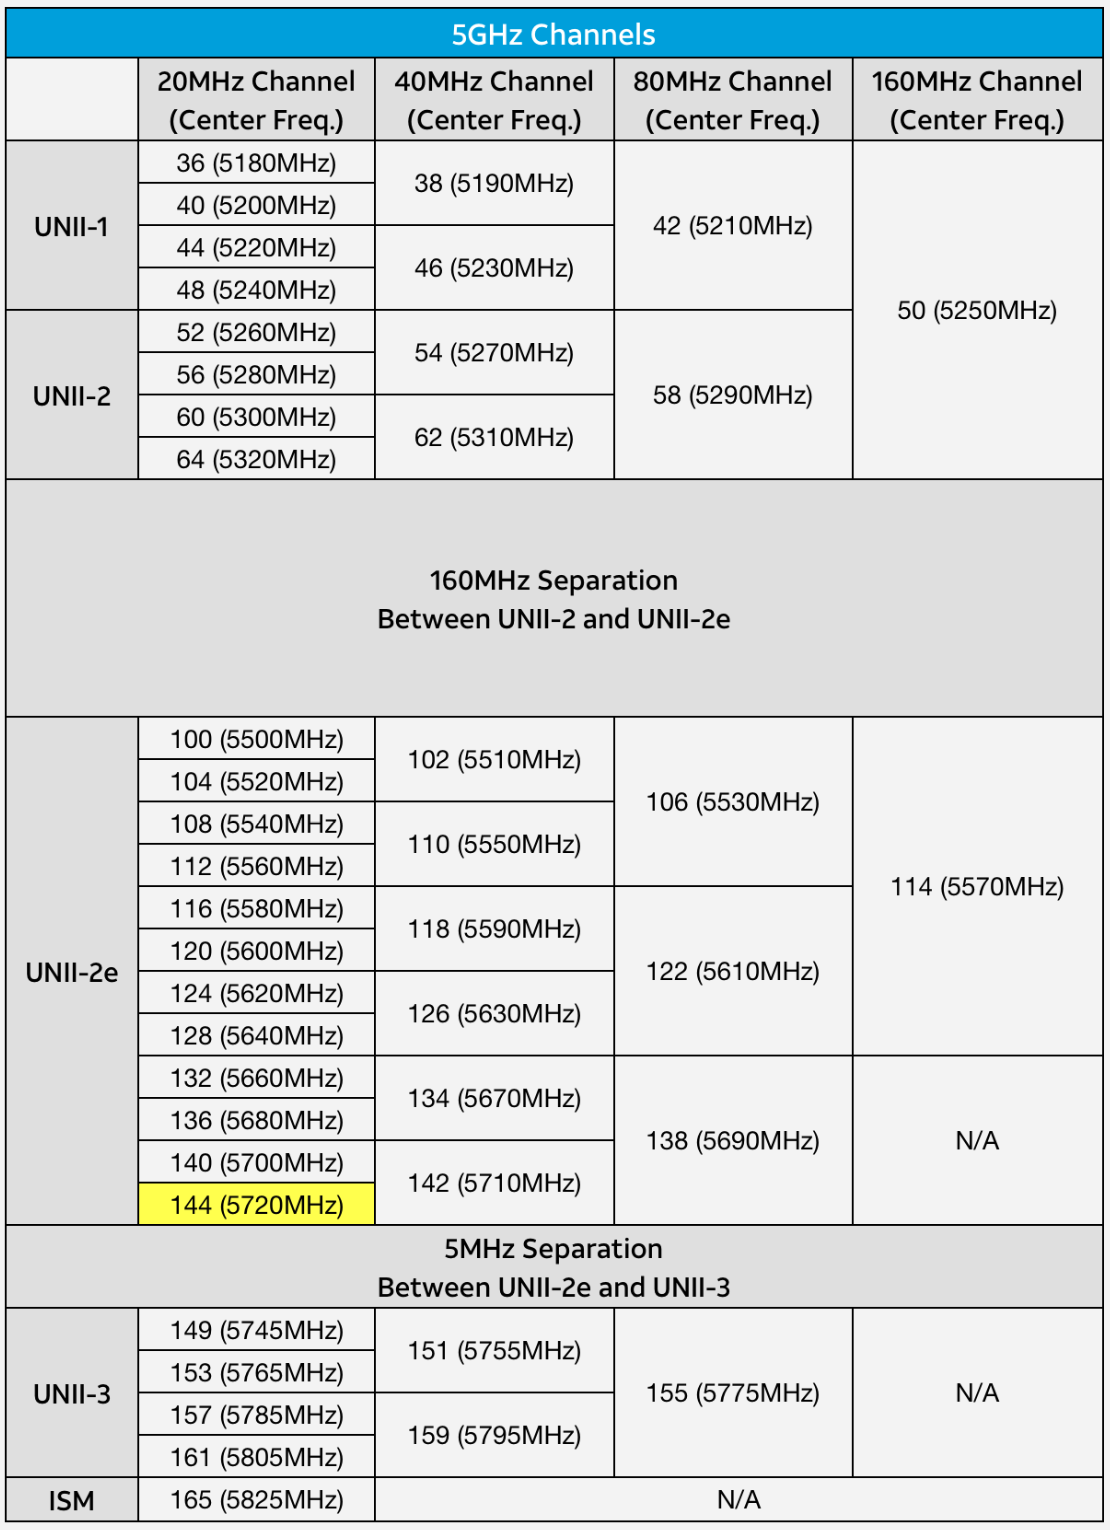 5GHz Channels
20MHz Channel
(Center Freq.)
40MHz Channel
(Center Freq.)
80MHz Channel
(Center Freq.)
160MHz Channel
(Center Freq.)
UNII-1
36 (5180MHz)
40 (5200MHz)
44 (5220MHz)
48 (5240MHz)
38 (5190MHz)
46 (5230MHz)
42 (5210MHz)
50 (5250MHz)
UNII-2
52 (5260MHz)
56 (5280MHz)
60 (5300MHz)
64 (5320MHz)
54 (5270MHz)
62 (5310MHz)
58 (5290MHz)
160MHz Separation
Between UNII-2 and UNII-2e
UNII-2e
100 (5500MHz)
104 (5520MHz)
108 (5540MHz)
112 (5560MHz)
116 (5580MHz)
120 (5600MHz)
124 (5620MHz)
128 (5640MHz)
132 (5660MHz)
136 (5680MHz)
140 (5700MHz)
144 (5720MHz)
102 (5510MHz)
110 (5550MHz)
118 (5590MHz)
126 (5630MHz)
134 (5670MHz)
142 (5710MHz)
106 (5530MHz)
122 (5610MHz)
138 (5690MHz)
114 (5570MHz)
N/A
5MHz Separation
Between UNII-2e and UNII-3
UNII-3
149 (5745MHz)
153 (5765MHz)
157 (5785MHz)
161 (5805MHz)
151 (5755MHz)
159 (5795MHz)
155 (5775MHz)
N/A
ISM
165 (5825MHz)
N/A